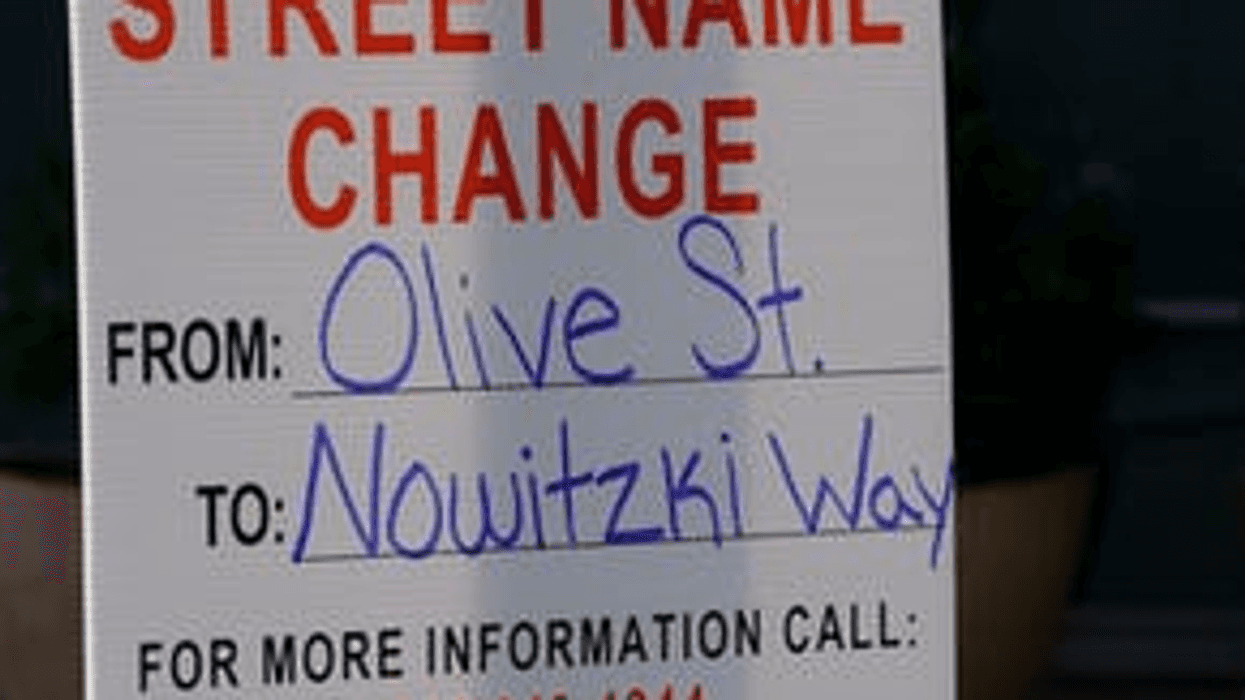 STREET NAME
CHANGE
FROM: Olive St.
TO: Nowitzki Way
FOR MORE INFORMATION CALL: